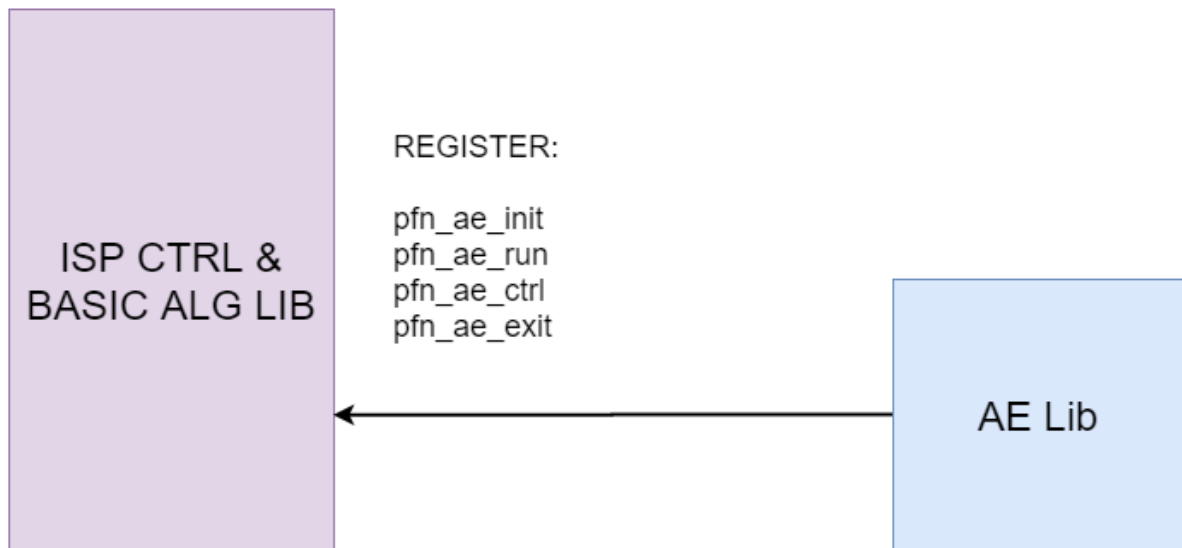 ISP CTRL &
BASIC ALG LIB
REGISTER:
pfn_ae_init
pfn_ae_run
pfn_ae_ctrl
pfn_ae_exit
AE Lib